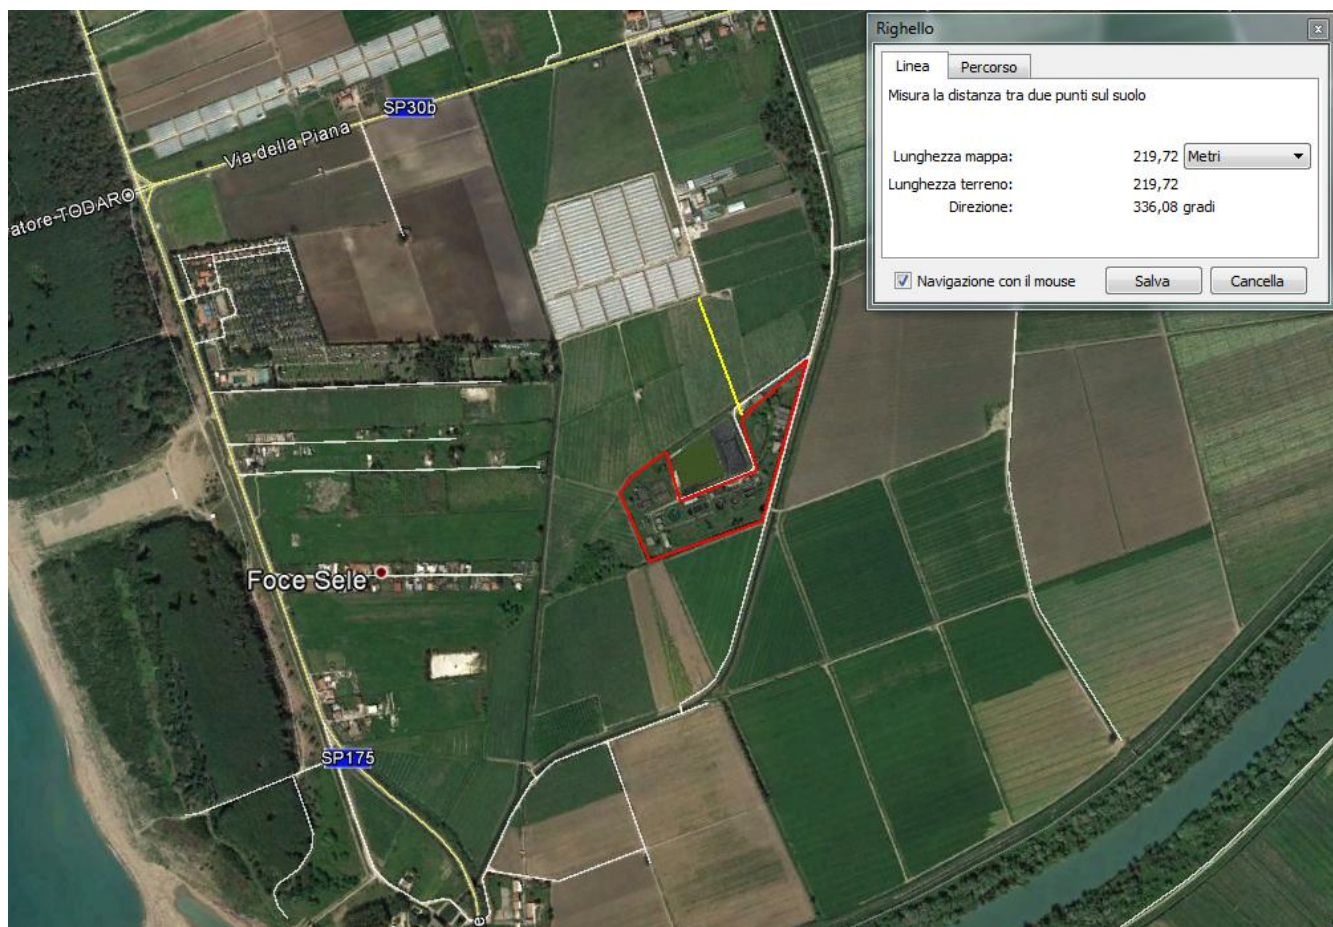 Righello
Linea
Percorso
Misura la distanza tra due punti sul suolo
Lunghezza mappa:
219,72
Metri
Lunghezza terreno:
219,72
Direzione:
336,08 gradi
Navigazione con il mouse
Salva
Cancella
SP30b
Via della Piana
atore TODARO
Foce Sele
SP175
e